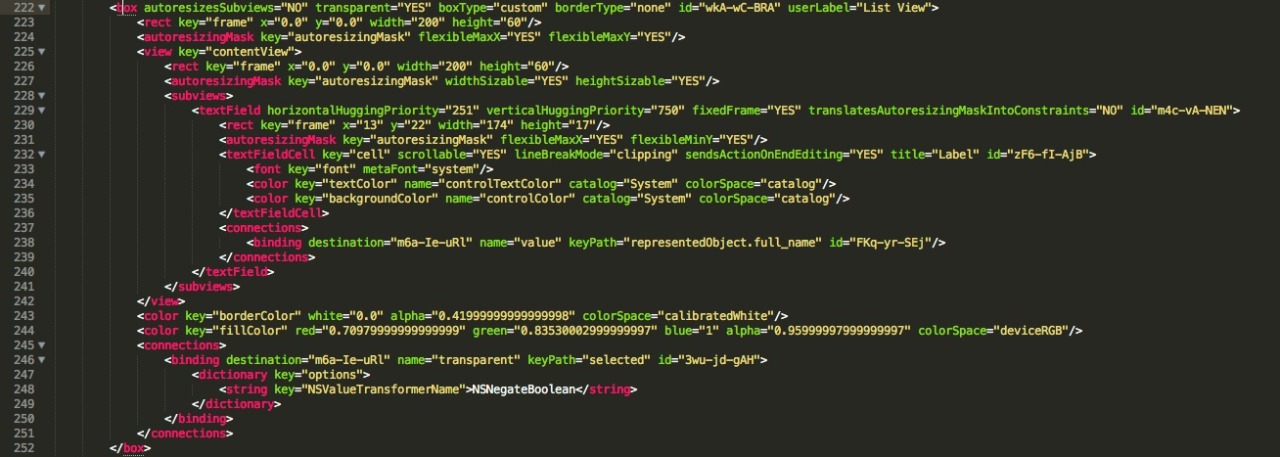 222 ▼ <box autoresizesSubviews="NO" transparent="YES" boxType="custom" borderType="none" id="wkA-wC-BRA" userLabel="List View">
223 <rect key="frame" x="0.0" y="0.0" width="200" height="60"/>
224 <autoresizingMask key="autoresizingMask" flexibleMaxX="YES" flexibleMaxY="YES"/>
225 ▼ <view key="contentView">
226 <rect key="frame" x="0.0" y="0.0" width="200" height="60"/>
227 <autoresizingMask key="autoresizingMask" widthSizable="YES" heightSizable="YES"/>
228 ▼ <subviews>
229 ▼ <textField horizontalHuggingPriority="251" verticalHuggingPriority="750" fixedFrame="YES" translatesAutoresizingMaskIntoConstraints="NO" id="m4c-vA-NEN">
230 <rect key="frame" x="13" y="22" width="174" height="17"/>
231 <autoresizingMask key="autoresizingMask" flexibleMaxX="YES" flexibleMinY="YES"/>
232 ▼ <textFieldCell key="cell" scrollable="YES" lineBreakMode="clipping" sendsActionOnEndEditing="YES" title="Label" id="zF6-fI-AjB">
233 <font key="font" metaFont="system"/>
234 <color key="textColor" name="controlTextColor" catalog="System" colorSpace="catalog"/>
235 <color key="backgroundColor" name="controlColor" catalog="System" colorSpace="catalog"/>
236 </textFieldCell>
237 <connections>
238 <binding destination="m6a-Ie-uRl" name="value" keyPath="representedObject.full_name" id="FKq-yr-SEj"/>
239 </connections>
240 </textField>
241 </subviews>
242 </view>
243 <color key="borderColor" white="0.0" alpha="0.41999999999999998" colorSpace="calibratedWhite"/>
244 <color key="fillColor" red="0.70979999999999999" green="0.83530002999999997" blue="1" alpha="0.95999997999999997" colorSpace="deviceRGB"/>
245 ▼ <connections>
246 ▼ <binding destination="m6a-Ie-uRl" name="transparent" keyPath="selected" id="3wu-jd-gAH">
247 <dictionary key="options">
248 <string key="NSValueTransformerName">NSNegateBoolean</string>
249 </dictionary>
250 </binding>
251 </connections>
252 </box>